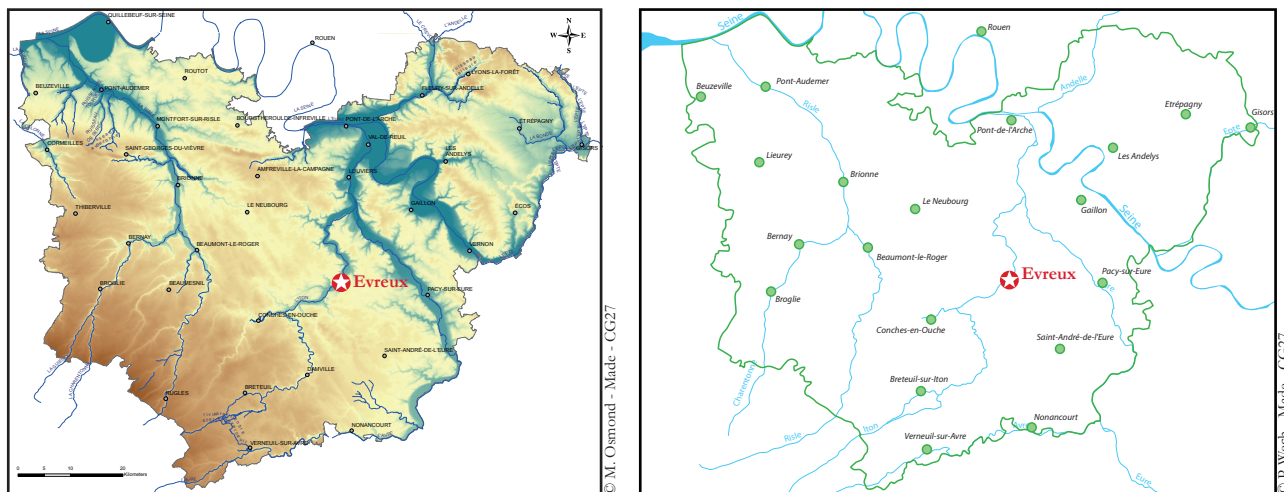 QUILLEBEUF-SUR-SEINE
ROUEN
N
W E
S
ROUTOT
BEUZEVILLE
PONT-AUDEMER
LYONS-LA-FORÊT
FLEURY-SUR-ANDELLE
MONTFORT-SUR-RISLE
BOURGTHEROULDE-INFREVILLE
LA SEINE
PONT-DE-L'ARCHE
ETRÉPAGNY
VAL-DE-REUIL
GISORS
CORMEILLES
SAINT-GEORGES-DU-VIÈVRE
LES
ANDELYS
AMFREVILLE-LA-CAMPAGNE
LOUVIERS
BRIONNE
THIBERVILLE
LE NEUBOURG
GAILLON
ECOS
BERNAY
BEAUMONT-LE-ROGER
VERNON
BROGLIE
BEAUMESNIL
Evreux
PACY-SUR-EURE
CONCHES-EN-OUCHE
SAINT-ANDRÉ-DE-L'EURE
DAMVILLE
BRETEUIL
RUGLES
NONANCOURT
VERNEUIL-SUR-AVRE
0 5 10 20
Kilometers
© M. Osmond - Made - CG27
Seine
Rouen
Andelle
Pont-Audemer
Beuzeville
Risle
Etrépagny
Gisors
Pont-de-l'Arche
Epte
Lieurey
Les Andelys
Brionne
Le Neubourg
Gaillon
Seine
Bernay
Beaumont-le-Roger
Evreux
Pacy-sur-Eure
Broglie
Conches-en-Ouche
Saint-André-de-l'Eure
Charentonne
Breteuil-sur-Iton
Nonancourt
Risle
Iton
Verneuil-sur-Avre
Eure